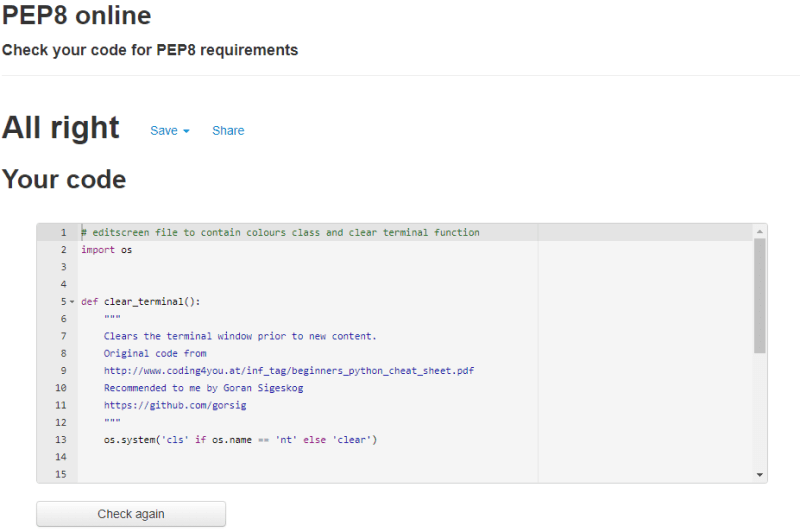 PEP8 online
Check your code for PEP8 requirements
All right Save Share
Your code
1 # editscreen file to contain colours class and clear terminal function
2 import os
3
4
5 def clear_terminal():
6 """
7 Clears the terminal window prior to new content.
8 Original code from
9 http://www.coding4you.at/inf_tag/beginners_python_cheat_sheet.pdf
10 Recommended to me by Goran Sigeskog
11 https://github.com/gorsig
12 """
13 os.system('cls' if os.name == 'nt' else 'clear')
14
15
Check again